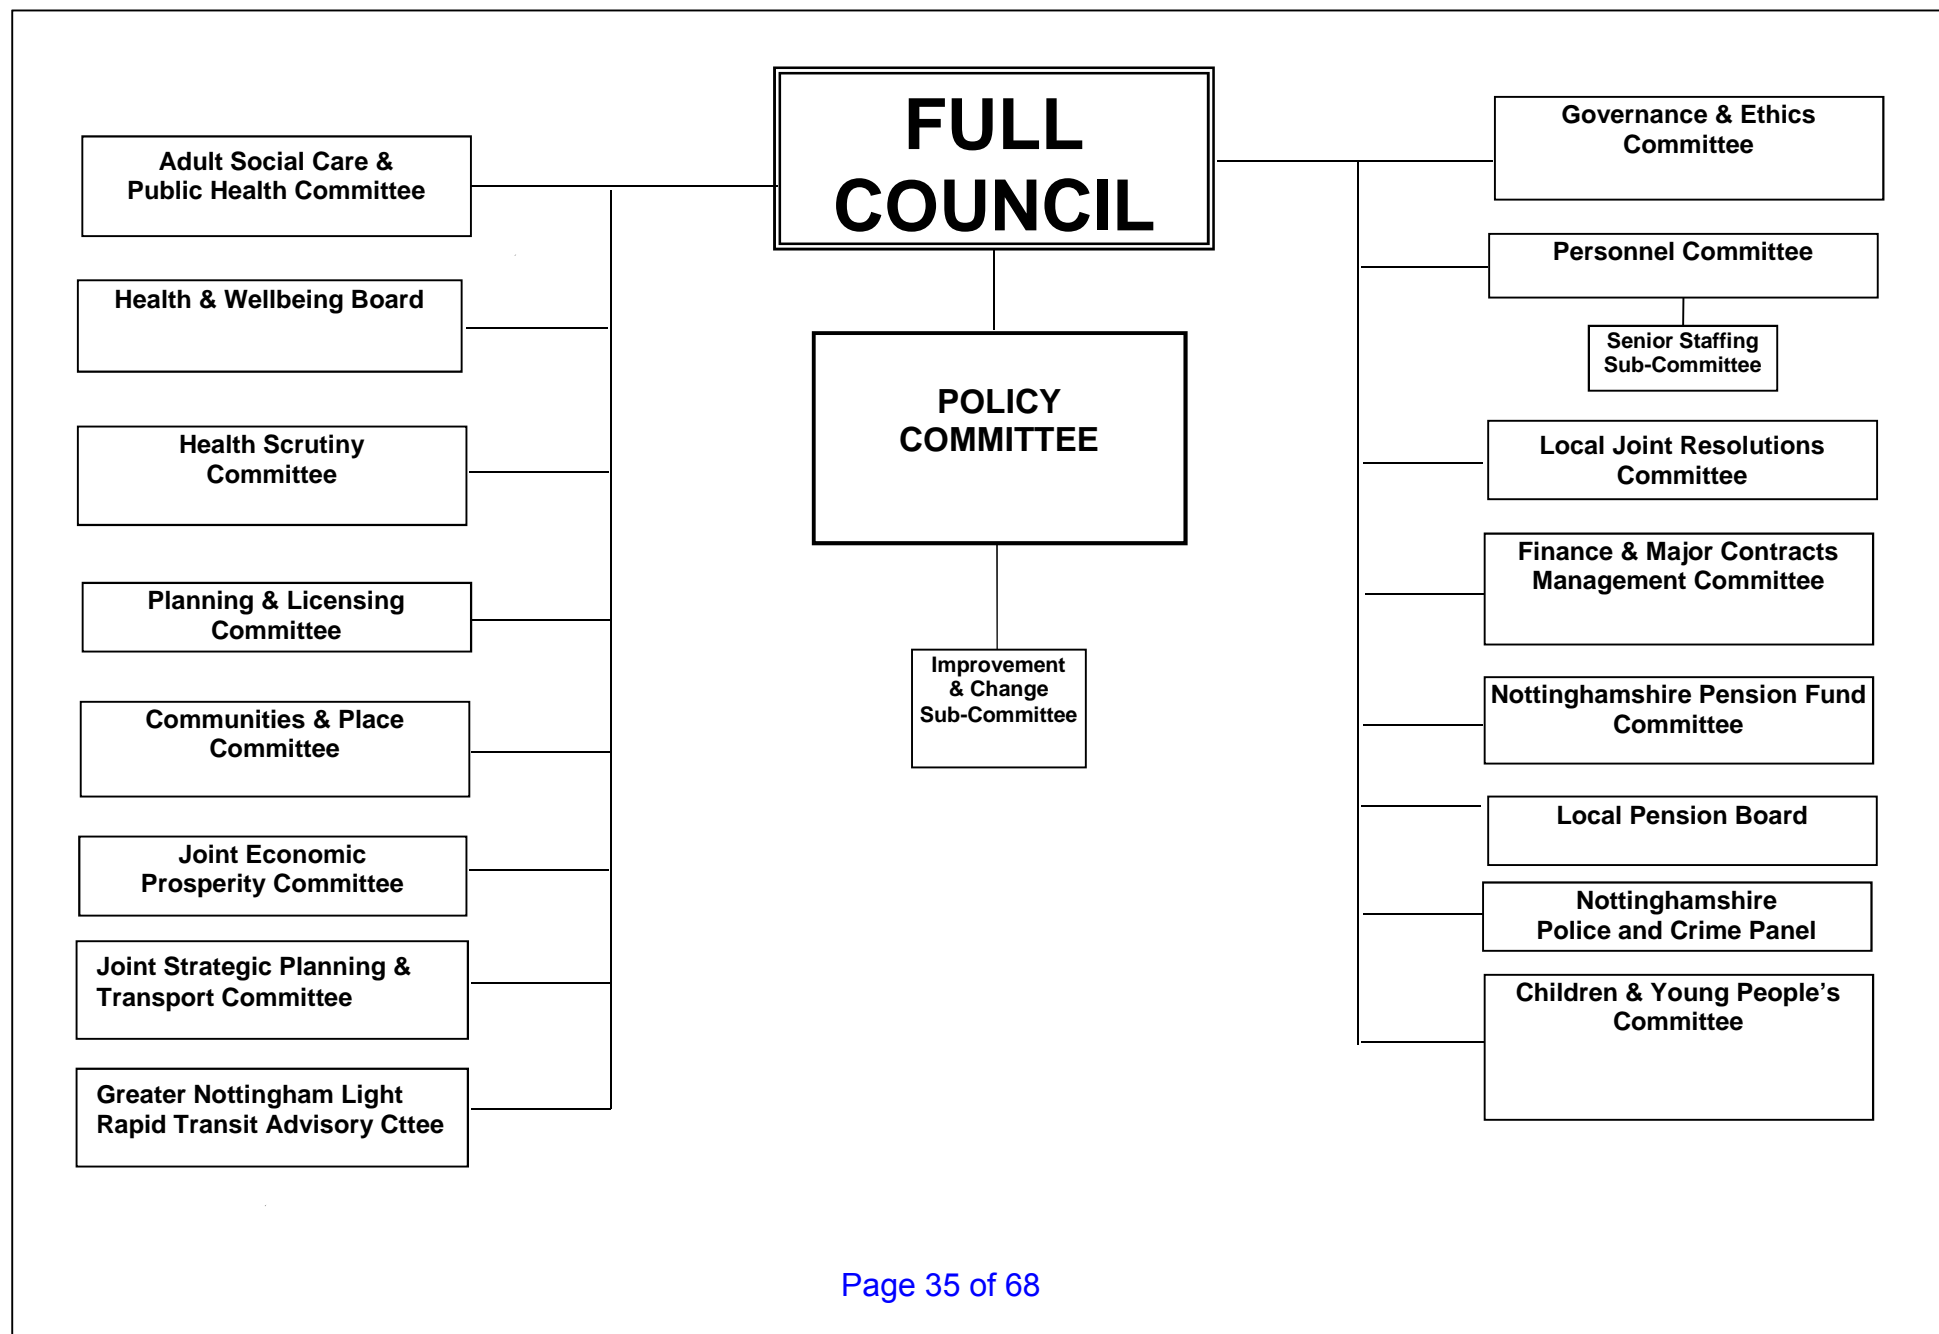 FULL
COUNCIL
Adult Social Care &
Public Health Committee
Health & Wellbeing Board
Health Scrutiny
Committee
Planning & Licensing
Committee
Communities & Place
Committee
Joint Economic
Prosperity Committee
Joint Strategic Planning &
Transport Committee
Greater Nottingham Light
Rapid Transit Advisory Cttee
POLICY
COMMITTEE
Improvement
& Change
Sub-Committee
Governance & Ethics
Committee
Personnel Committee
Senior Staffing
Sub-Committee
Local Joint Resolutions
Committee
Finance & Major Contracts
Management Committee
Nottinghamshire Pension Fund
Committee
Local Pension Board
Nottinghamshire
Police and Crime Panel
Children & Young People’s
Committee
Page 35 of 68